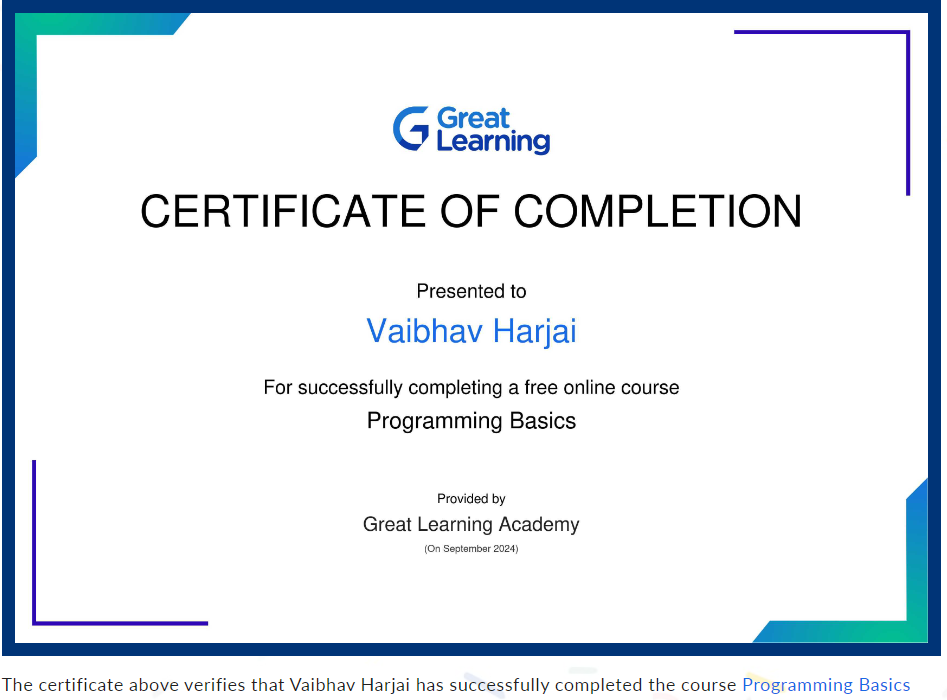 Great
Learning
CERTIFICATE OF COMPLETION
Presented to
Vaibhav Harjai
For successfully completing a free online course
Programming Basics
Provided by
Great Learning Academy
(On September 2024)
The certificate above verifies that Vaibhav Harjai has successfully completed the course Programming Basics